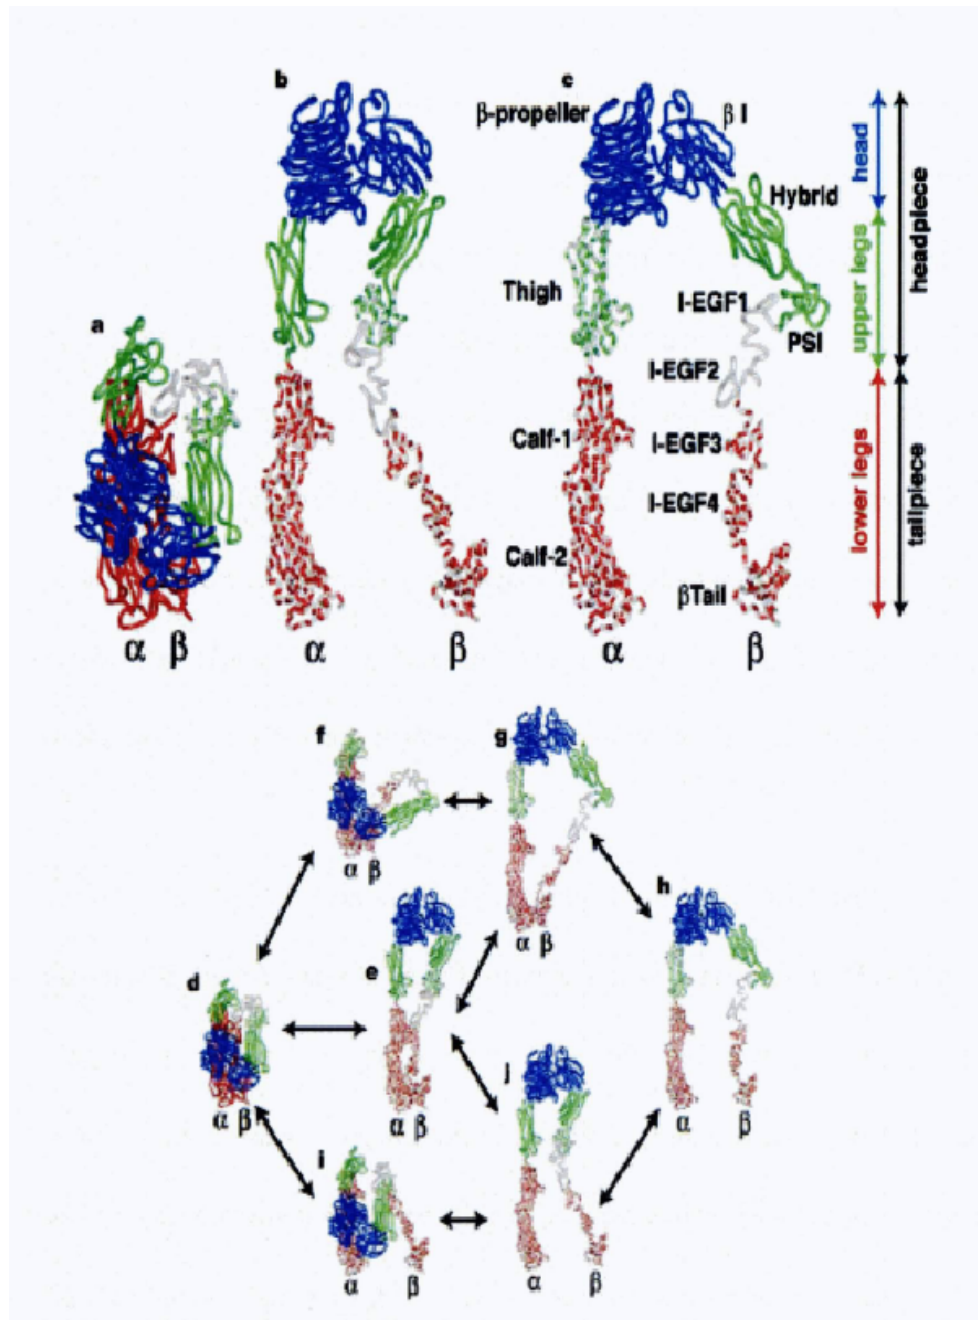 b
c
β-propeller
β I
head
Hybrid
headpiece
Thigh
I-EGF1
upper legs
a
PSI
I-EGF2
Calf-1
I-EGF3
lower legs
tailpiece
I-EGF4
Calf-2
βTail
α β
α
β
α
β
f
g
α β
h
e
α β
d
j
α β
α β
α
β
i
α
β
α
β